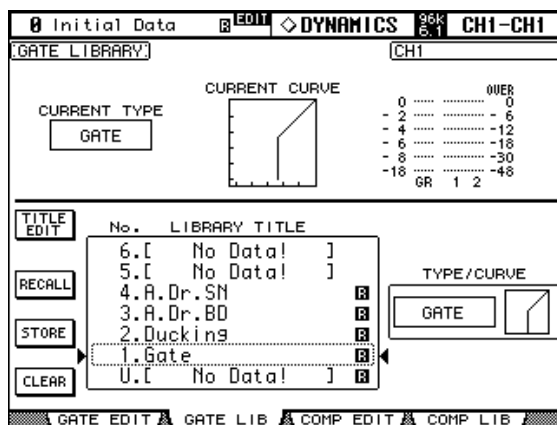 0 Initial Data R EDIT ◇DYNAMICS 96k 6.1 CH1-CH1
GATE LIBRARY
CH1
CURRENT TYPE
GATE
CURRENT CURVE
OVER
0 0
- 2 - 6
- 4 -12
- 6 -18
- 8 -30
-18 -48
GR 1 2
TITLE EDIT
RECALL
STORE
CLEAR
No. LIBRARY TITLE
6.[ No Data! ]
5.[ No Data! ]
4.A.Dr.SN R
3.A.Dr.BD R
2.Ducking R
1.Gate R
U.[ No Data! ] R
TYPE/CURVE
GATE
GATE EDIT GATE LIB COMP EDIT COMP LIB